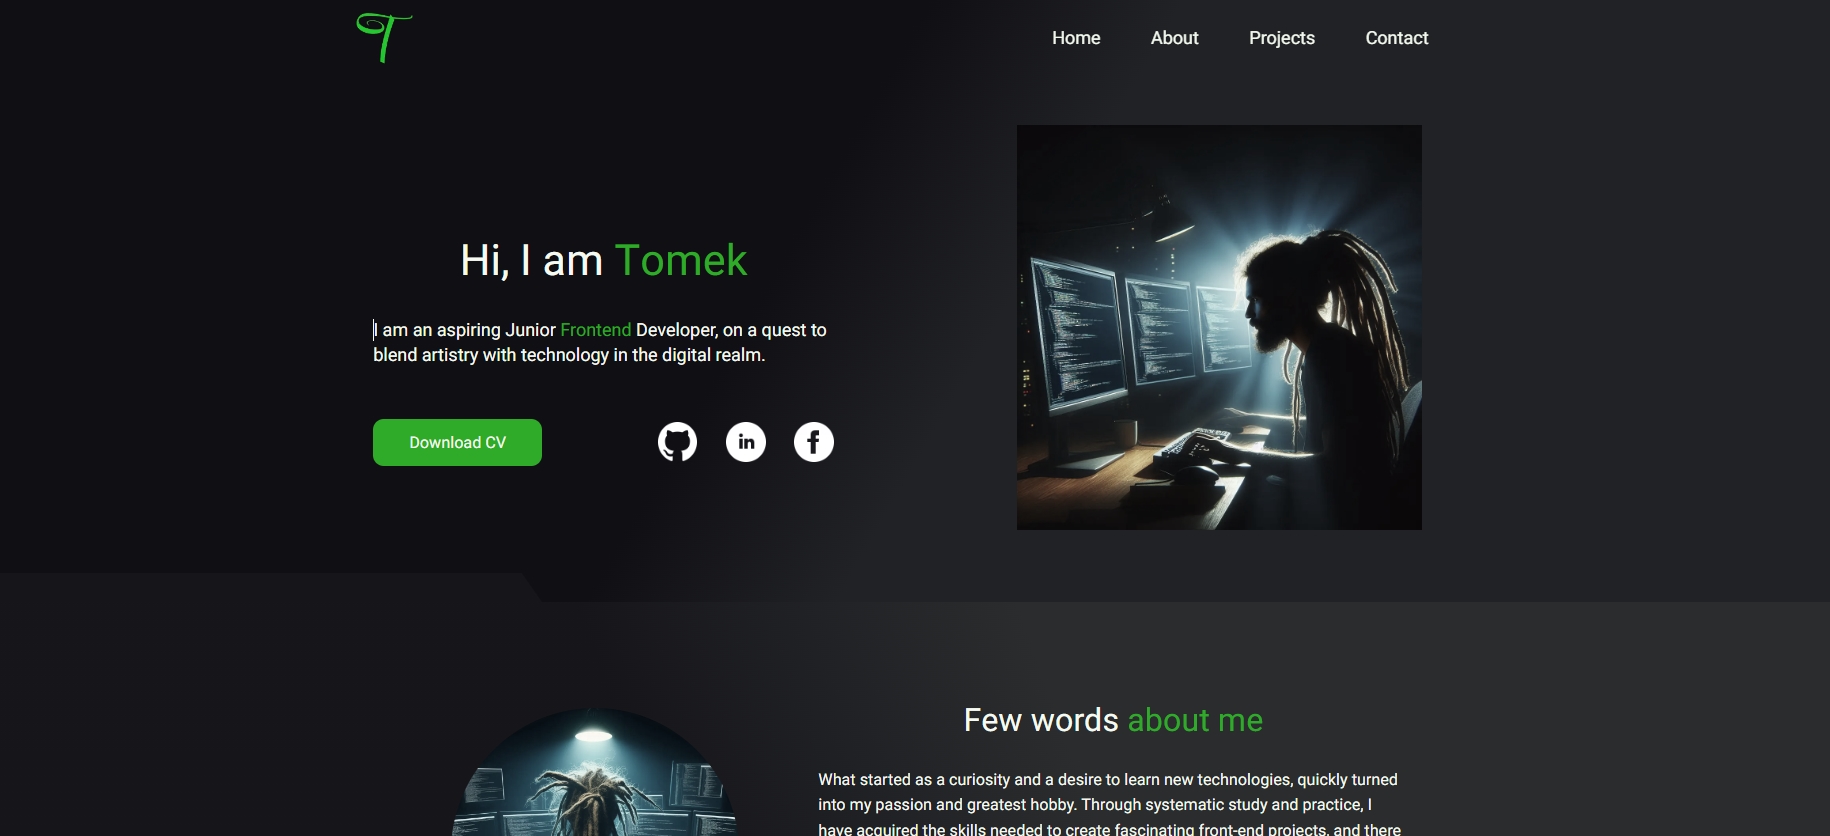 T
Home About Projects Contact
Hi, I am Tomek
I am an aspiring Junior Frontend Developer, on a quest to
blend artistry with technology in the digital realm.
Download CV
in
f
Few words about me
What started as a curiosity and a desire to learn new technologies, quickly turned
into my passion and greatest hobby. Through systematic study and practice, I
have acquired the skills needed to create fascinating front-end projects, and there